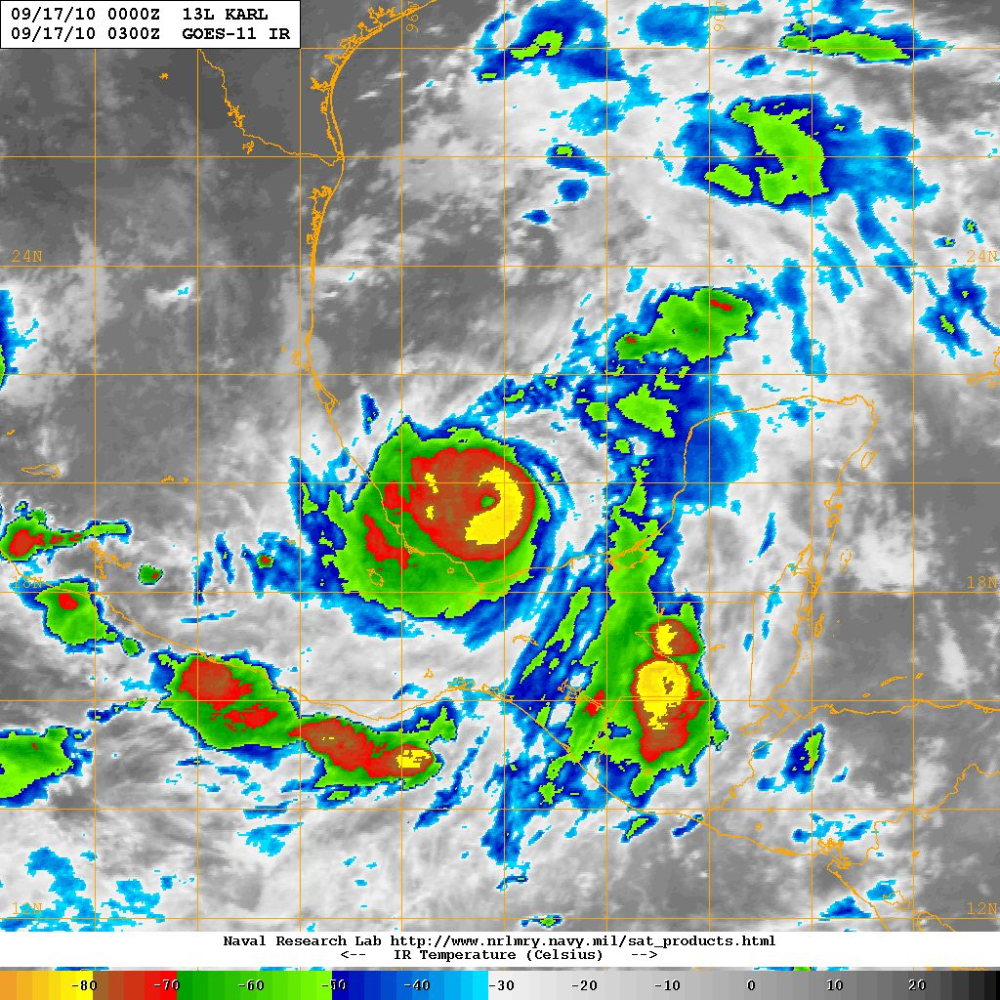 09/17/10 0000Z 13L KARL
09/17/10 0300Z GOES-11 IR
96W 90W
24N 24N
18N 18N
12N 12N
Naval Research Lab http://www.nrlmry.navy.mil/sat_products.html
<-- IR Temperature (Celsius) -->
-80 -70 -60 -50 -40 -30 -20 -10 0 10 20